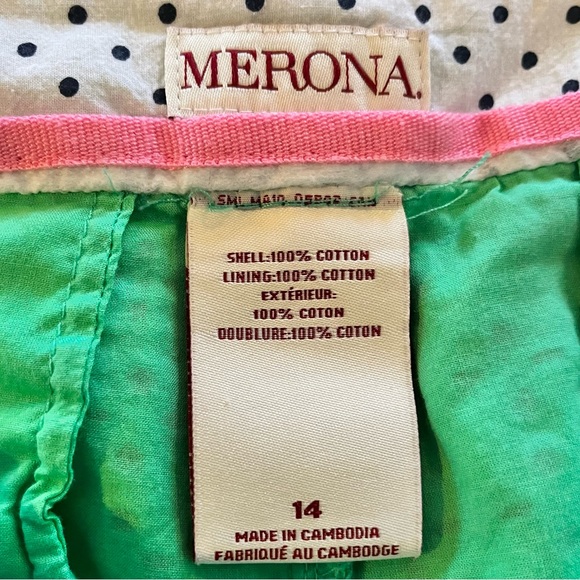 MERONA.
SHELL:100% COTTON
LINING:100% COTTON
EXTÉRIEUR:
100% COTON
DOUBLURE:100% COTON
14
MADE IN CAMBODIA
FABRIQUÉ AU CAMBODGE